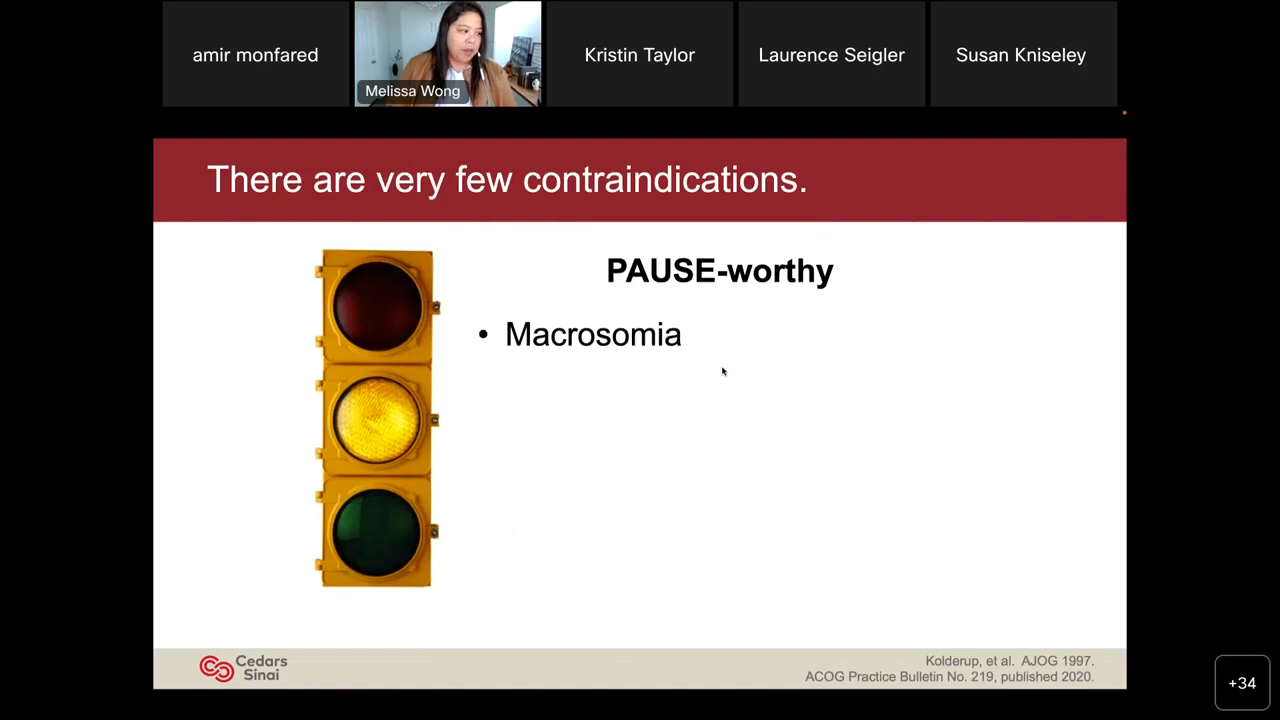 amir monfared
Melissa Wong
Kristin Taylor
Laurence Seigler
Susan Kniseley
There are very few contraindications.
PAUSE-worthy
• Macrosomia
Cedars
Sinai
Kolderup, et al. AJOG 1997.
ACOG Practice Bulletin No. 219, published 2020.
+34